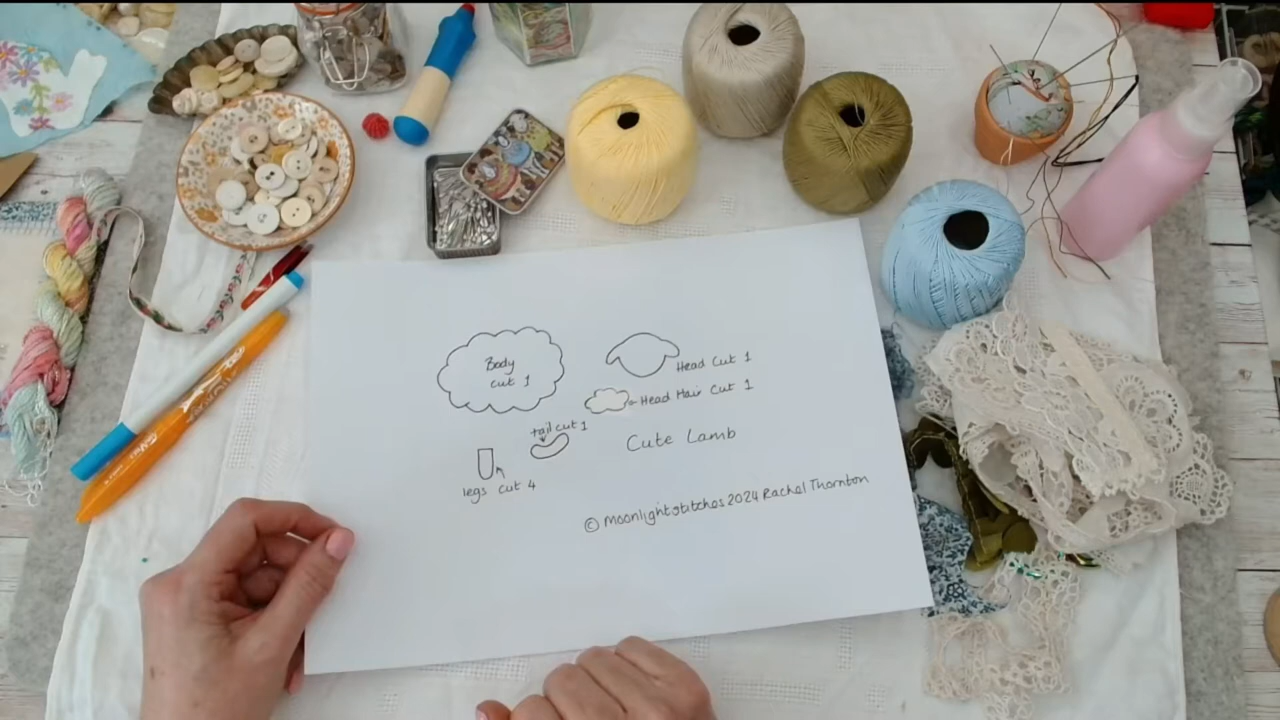 Body
cut 1
Head Cut 1
Head Hair Cut 1
tail cut 1
Cute Lamb
legs cut 4
© Moonlightstitches 2024 Rachel Thornton